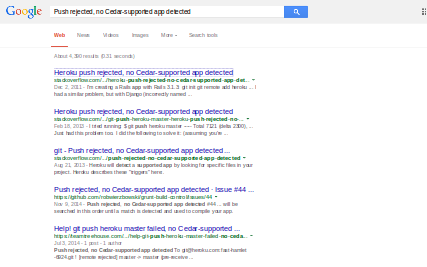 Google
Push rejected, no Cedar-supported app detected
Web News Videos Images More Search tools
About 4,390 results (0.31 seconds)
Heroku push rejected, no Cedar-supported app detected
stackoverflow.com/.../heroku-push-rejected-no-cedar-supported-app-det...
Dec 2, 2011 - I'm creating a Rails app with Rails 3.1.3 git init git remote add heroku ... I
had a similar problem, but with Django (incorrectly named ...
Heroku push rejected, no Cedar-supported app detected
stackoverflow.com/.../git-push-heroku-master-heroku-push-rejected-no-...
Feb 18, 2013 - I tried running: $ git push heroku master ---- Total 7121 (delta 2300), ...
Just had this problem too. I did the following to solve it: (assuming you're ...
git - Push rejected, no Cedar-supported app detected ...
stackoverflow.com/.../push-rejected-no-cedar-supported-app-detected
Aug 21, 2013 - Heroku will detect a supported app by looking for specific files in your
project. Heroku describes these "triggers" here.
Push rejected, no Cedar-supported app detected - Issue #44 ...
https://github.com/robwierzbowski/grunt-build-control/issues/44
Nov 9, 2014 - Push rejected, no Cedar-supported app detected #44 ... will be
searched in the order until a match is detected and used to compile your app.
Help! git push heroku master failed, no Cedar-supported ...
https://teamtreehouse.com/.../help-git-push-heroku-master-failed-no-ceda...
Jul 3, 2014 - 1 post - 1 author
Push rejected, no Cedar-supported app detected To git@heroku.com:fast-hamlet
-6924.git ! [remote rejected] master -> master (pre-receive ...